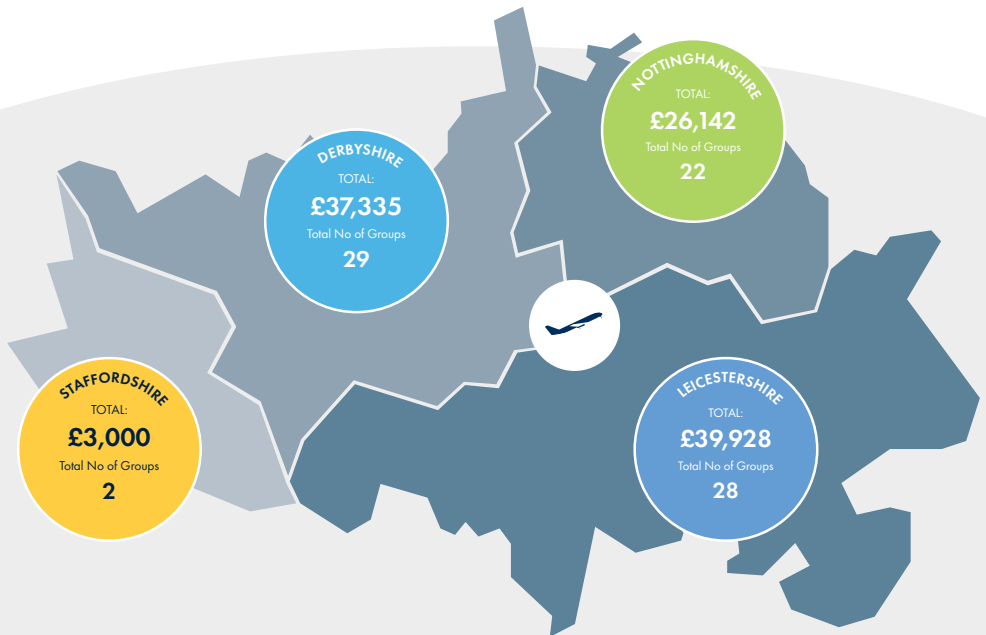 NOTTINGHAMSHIRE
TOTAL:
£26,142
Total No of Groups
22
DERBYSHIRE
TOTAL:
£37,335
Total No of Groups
29
STAFFORDSHIRE
TOTAL:
£3,000
Total No of Groups
2
LEICESTERSHIRE
TOTAL:
£39,928
Total No of Groups
28